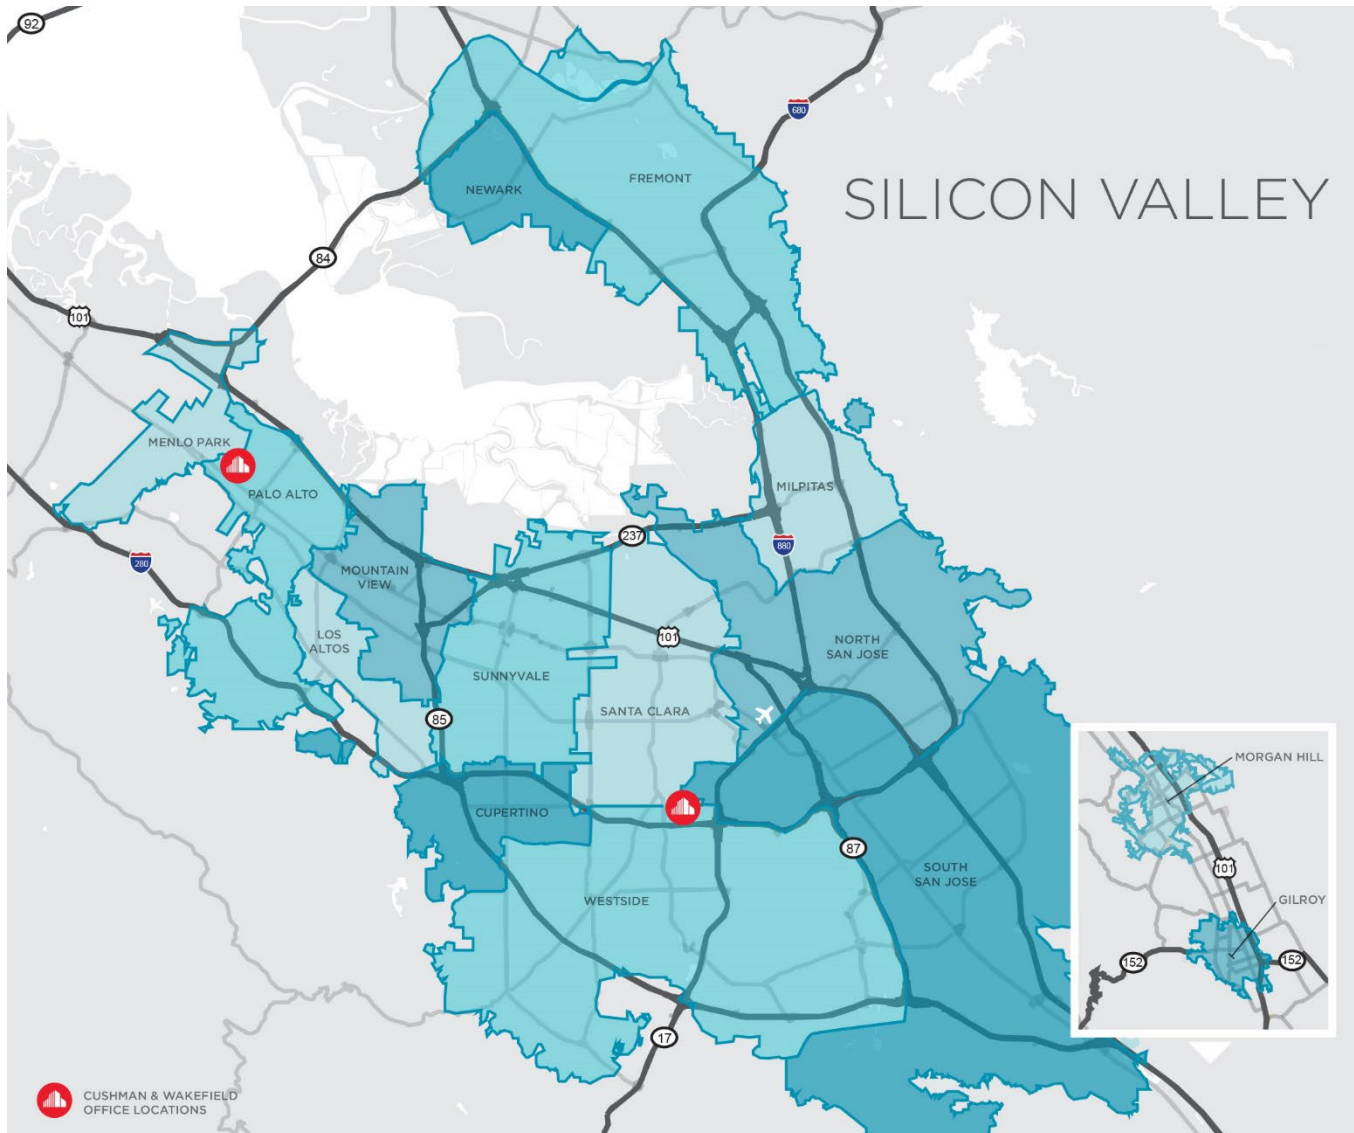 92
680
SILICON VALLEY
FREMONT
NEWARK
84
101
MENLO PARK
PALO ALTO
MILPITAS
237
880
280
MOUNTAIN
VIEW
LOS
ALTOS
101
NORTH
SAN JOSE
SUNNYVALE
SANTA CLARA
85
MORGAN HILL
CUPERTINO
87
SOUTH
SAN JOSE
101
WESTSIDE
GILROY
152
152
17
CUSHMAN & WAKEFIELD
OFFICE LOCATIONS